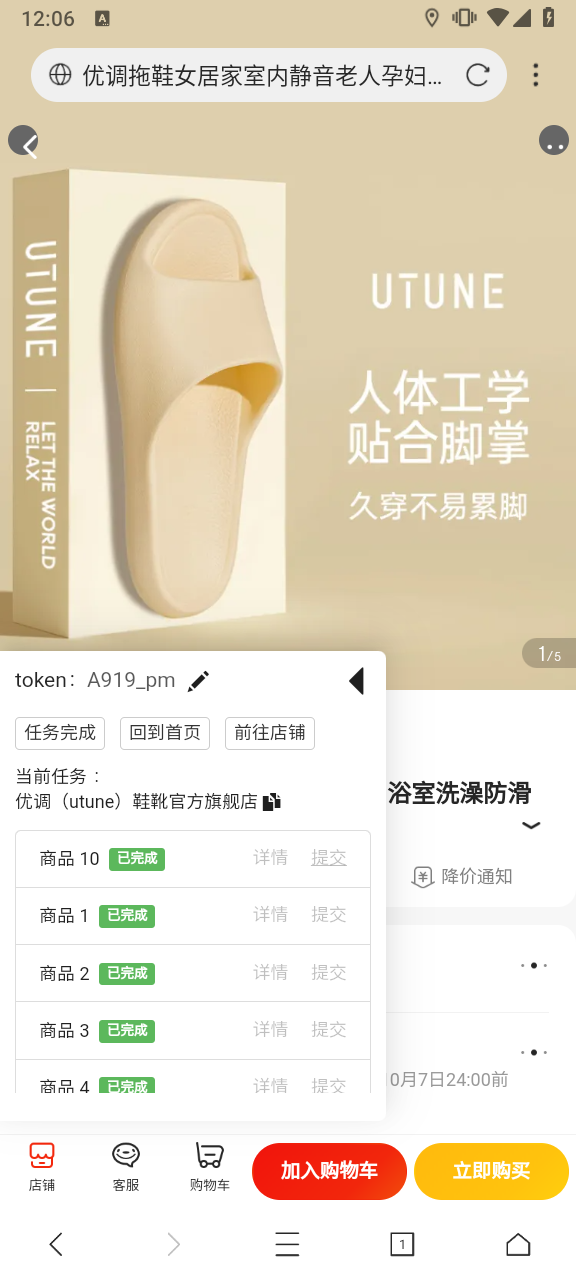 12:06
A
优调拖鞋女居家室内静音老人孕妇...
UTUNE
LET THE WORLD
RELAX
UTUNE
人体工学
贴合脚掌
久穿不易累脚
1/5
token: A919_pm
任务完成 回到首页 前往店铺
当前任务：
优调（utune）鞋靴官方旗舰店
浴室洗澡防滑
降价通知
商品 10 已完成 详情 提交
商品 1 已完成 详情 提交
商品 2 已完成 详情 提交
商品 3 已完成 详情 提交
商品 4 已完成 详情 提交
0月7日24:00前
店铺 客服 购物车 加入购物车 立即购买
1